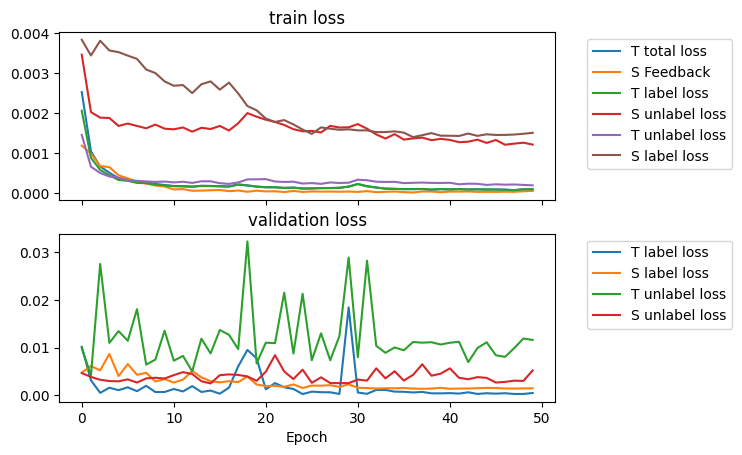 train loss
0.004
0.003
0.002
0.001
0.000
T total loss
S Feedback
T label loss
S unlabel loss
T unlabel loss
S label loss
validation loss
0.03
0.02
0.01
0.00
T label loss
S label loss
T unlabel loss
S unlabel loss
0 10 20 30 40 50
Epoch